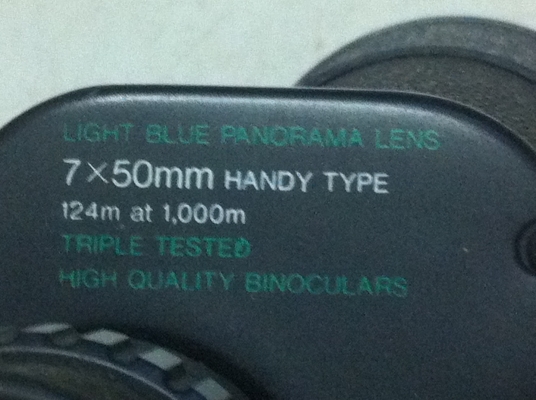 LIGHT BLUE PANORAMA LENS
7×50mm HANDY TYPE
124m at 1,000m
TRIPLE TESTED
HIGH QUALITY BINOCULARS